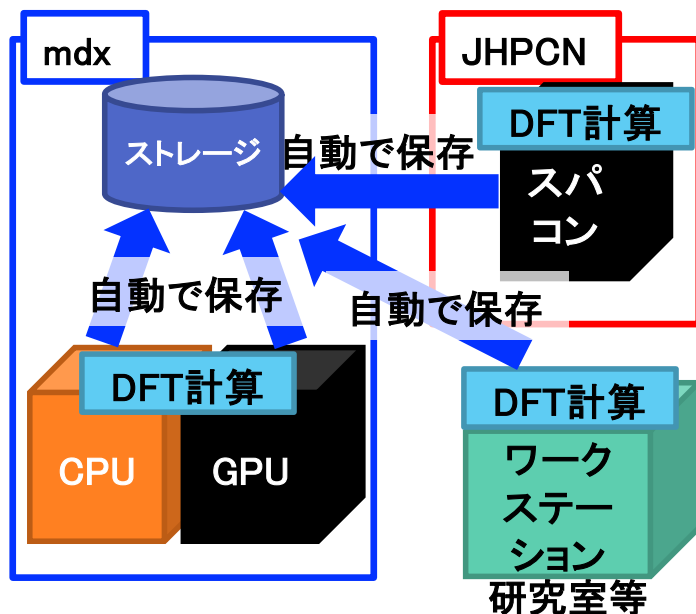 mdx
JHPCN
ストレージ
自動で保存
DFT計算
スパ
コン
自動で保存
自動で保存
DFT計算
CPU
GPU
DFT計算
ワーク
ステー
ション
研究室等